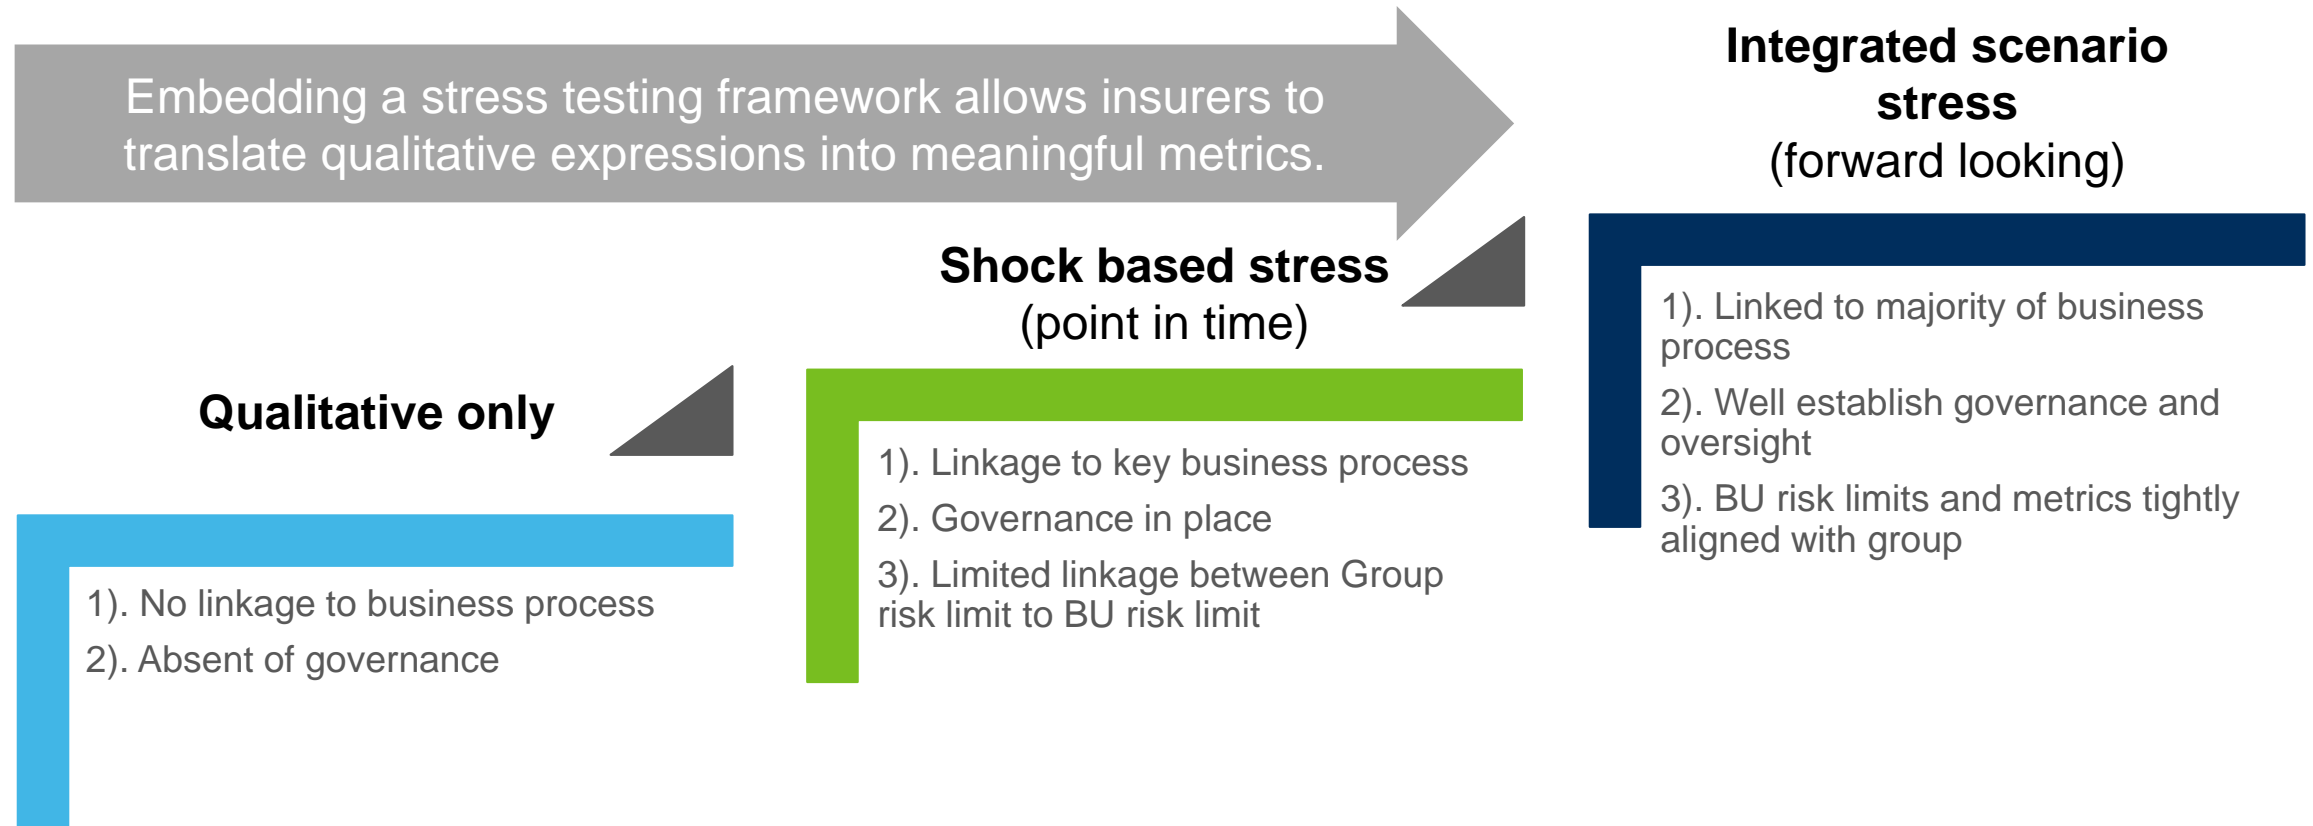 Embedding a stress testing framework allows insurers to
translate qualitative expressions into meaningful metrics.
Qualitative only
1). No linkage to business process
2). Absent of governance
Shock based stress
(point in time)
1). Linkage to key business process
2). Governance in place
3). Limited linkage between Group
risk limit to BU risk limit
Integrated scenario
stress
(forward looking)
1). Linked to majority of business
process
2). Well establish governance and
oversight
3). BU risk limits and metrics tightly
aligned with group